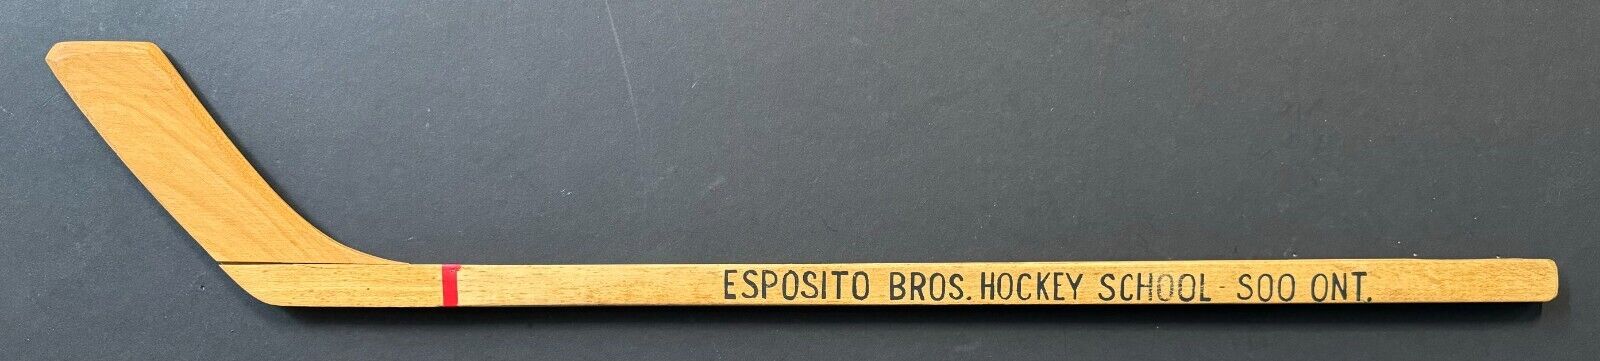 ESPOSITO BROS. HOCKEY SCHOOL - SOO ONT.